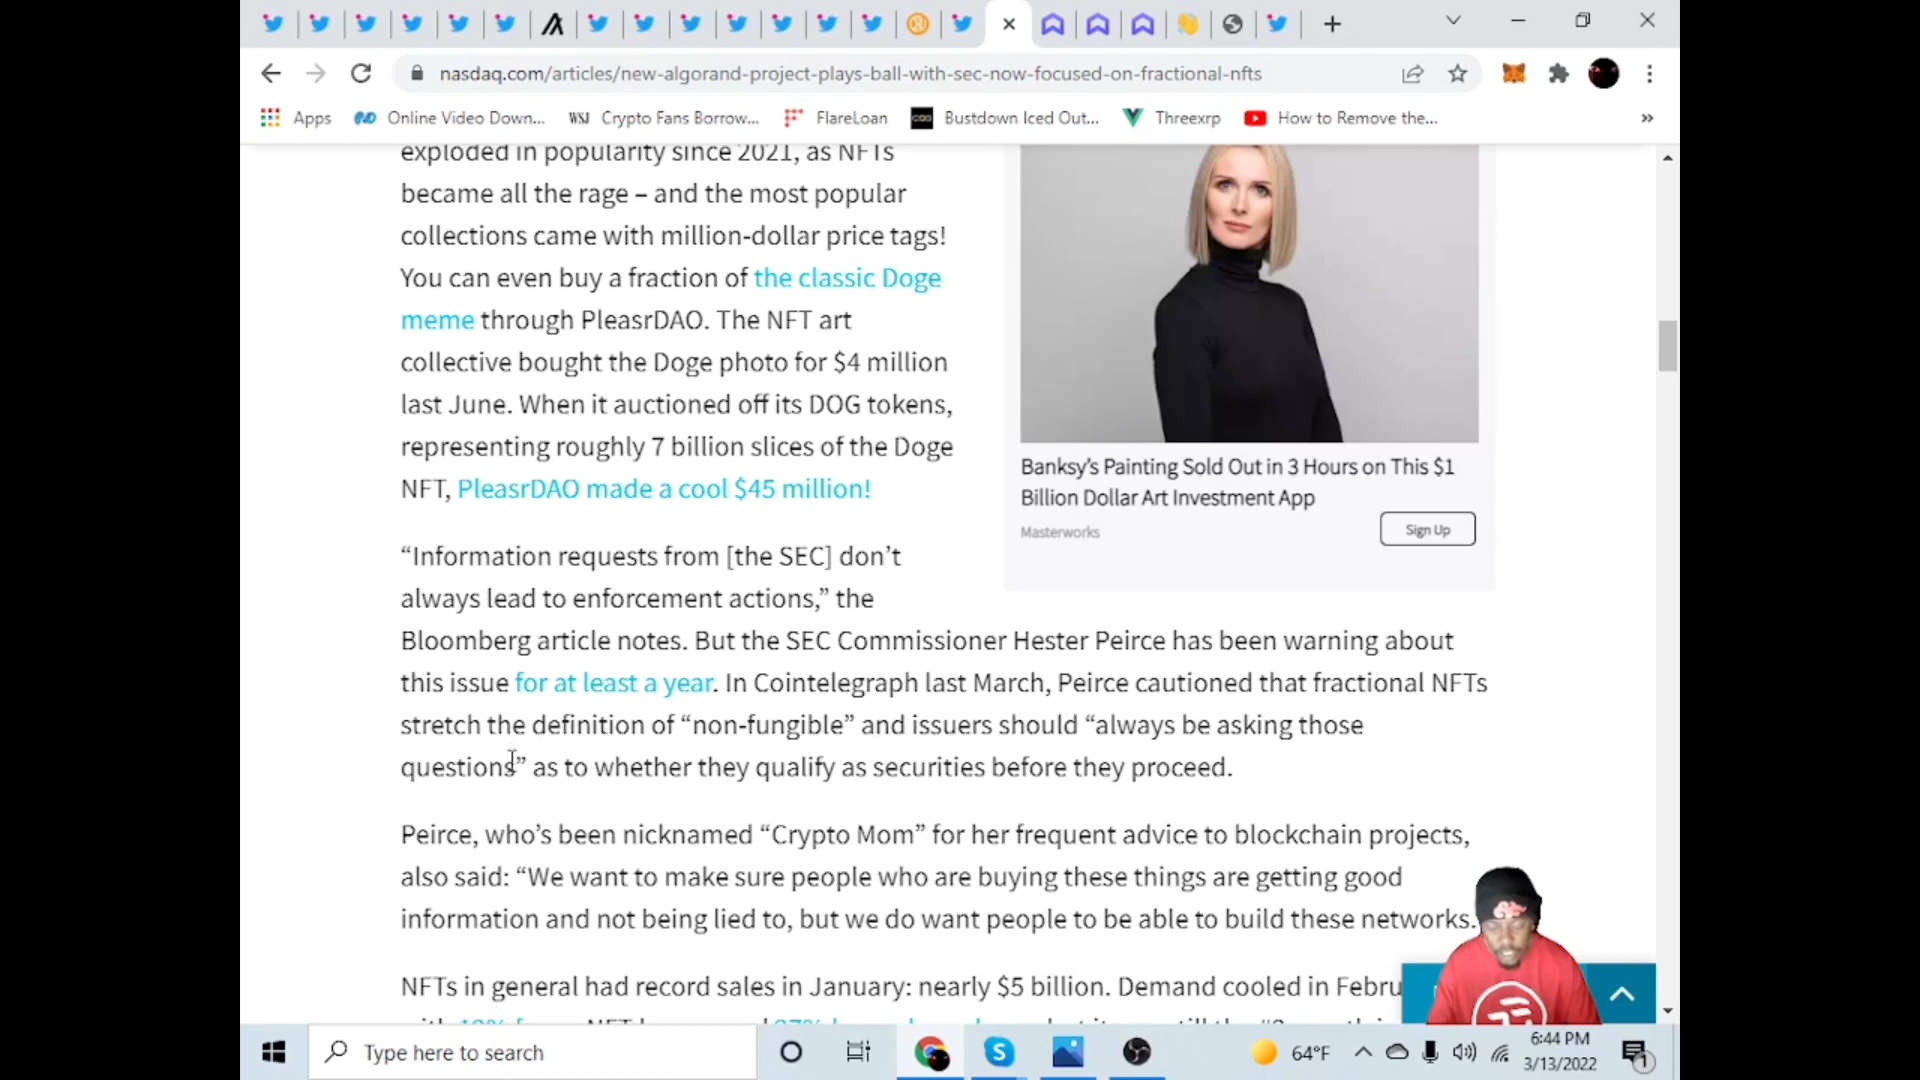 nasdaq.com/articles/new-algorand-project-plays-ball-with-sec-now-focused-on-fractional-nfts
Apps
Online Video Down...
WSJ Crypto Fans Borrow...
FlareLoan
Bustdown Iced Out...
Threexrp
How to Remove the...
»
exploded in popularity since 2021, as NFTs
became all the rage – and the most popular
collections came with million-dollar price tags!
You can even buy a fraction of the classic Doge
meme through PleasrDAO. The NFT art
collective bought the Doge photo for $4 million
last June. When it auctioned off its DOG tokens,
representing roughly 7 billion slices of the Doge
NFT, PleasrDAO made a cool $45 million!
Banksy's Painting Sold Out in 3 Hours on This $1
Billion Dollar Art Investment App
Masterworks
Sign Up
“Information requests from [the SEC] don’t
always lead to enforcement actions,” the
Bloomberg article notes. But the SEC Commissioner Hester Peirce has been warning about
this issue for at least a year. In Cointelegraph last March, Peirce cautioned that fractional NFTs
stretch the definition of “non-fungible” and issuers should “always be asking those
questions” as to whether they qualify as securities before they proceed.
Peirce, who’s been nicknamed “Crypto Mom” for her frequent advice to blockchain projects,
also said: “We want to make sure people who are buying these things are getting good
information and not being lied to, but we do want people to be able to build these networks.
NFTs in general had record sales in January: nearly $5 billion. Demand cooled in Febru
Type here to search
64°F
6:44 PM
3/13/2022
1